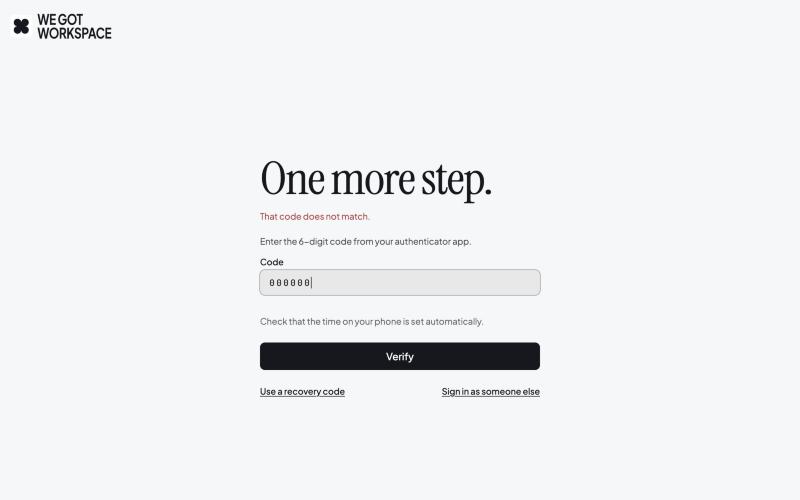 WE GOT
WORKSPACE
One more step.
That code does not match.
Enter the 6-digit code from your authenticator app.
Code
000000
Check that the time on your phone is set automatically.
Verify
Use a recovery code
Sign in as someone else